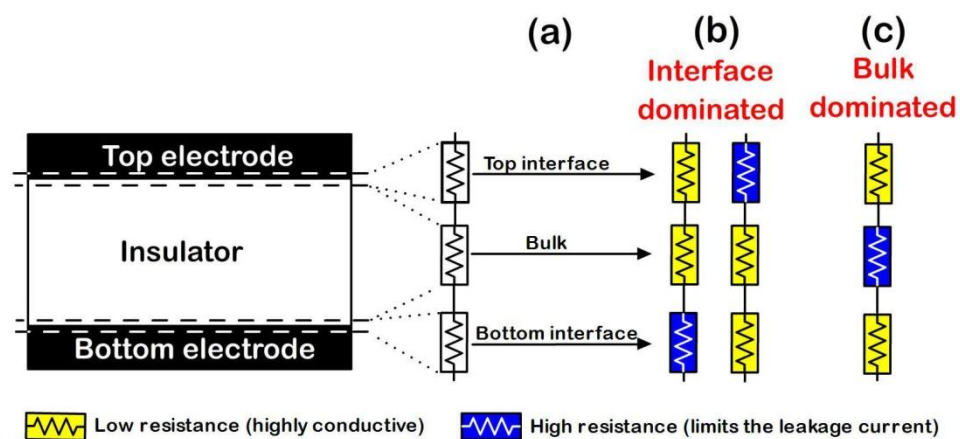 (a)
(b)
(c)
Interface
dominated
Bulk
dominated
Top electrode
Insulator
Bottom electrode
Top interface
Bulk
Bottom interface
Low resistance (highly conductive)
High resistance (limits the leakage current)